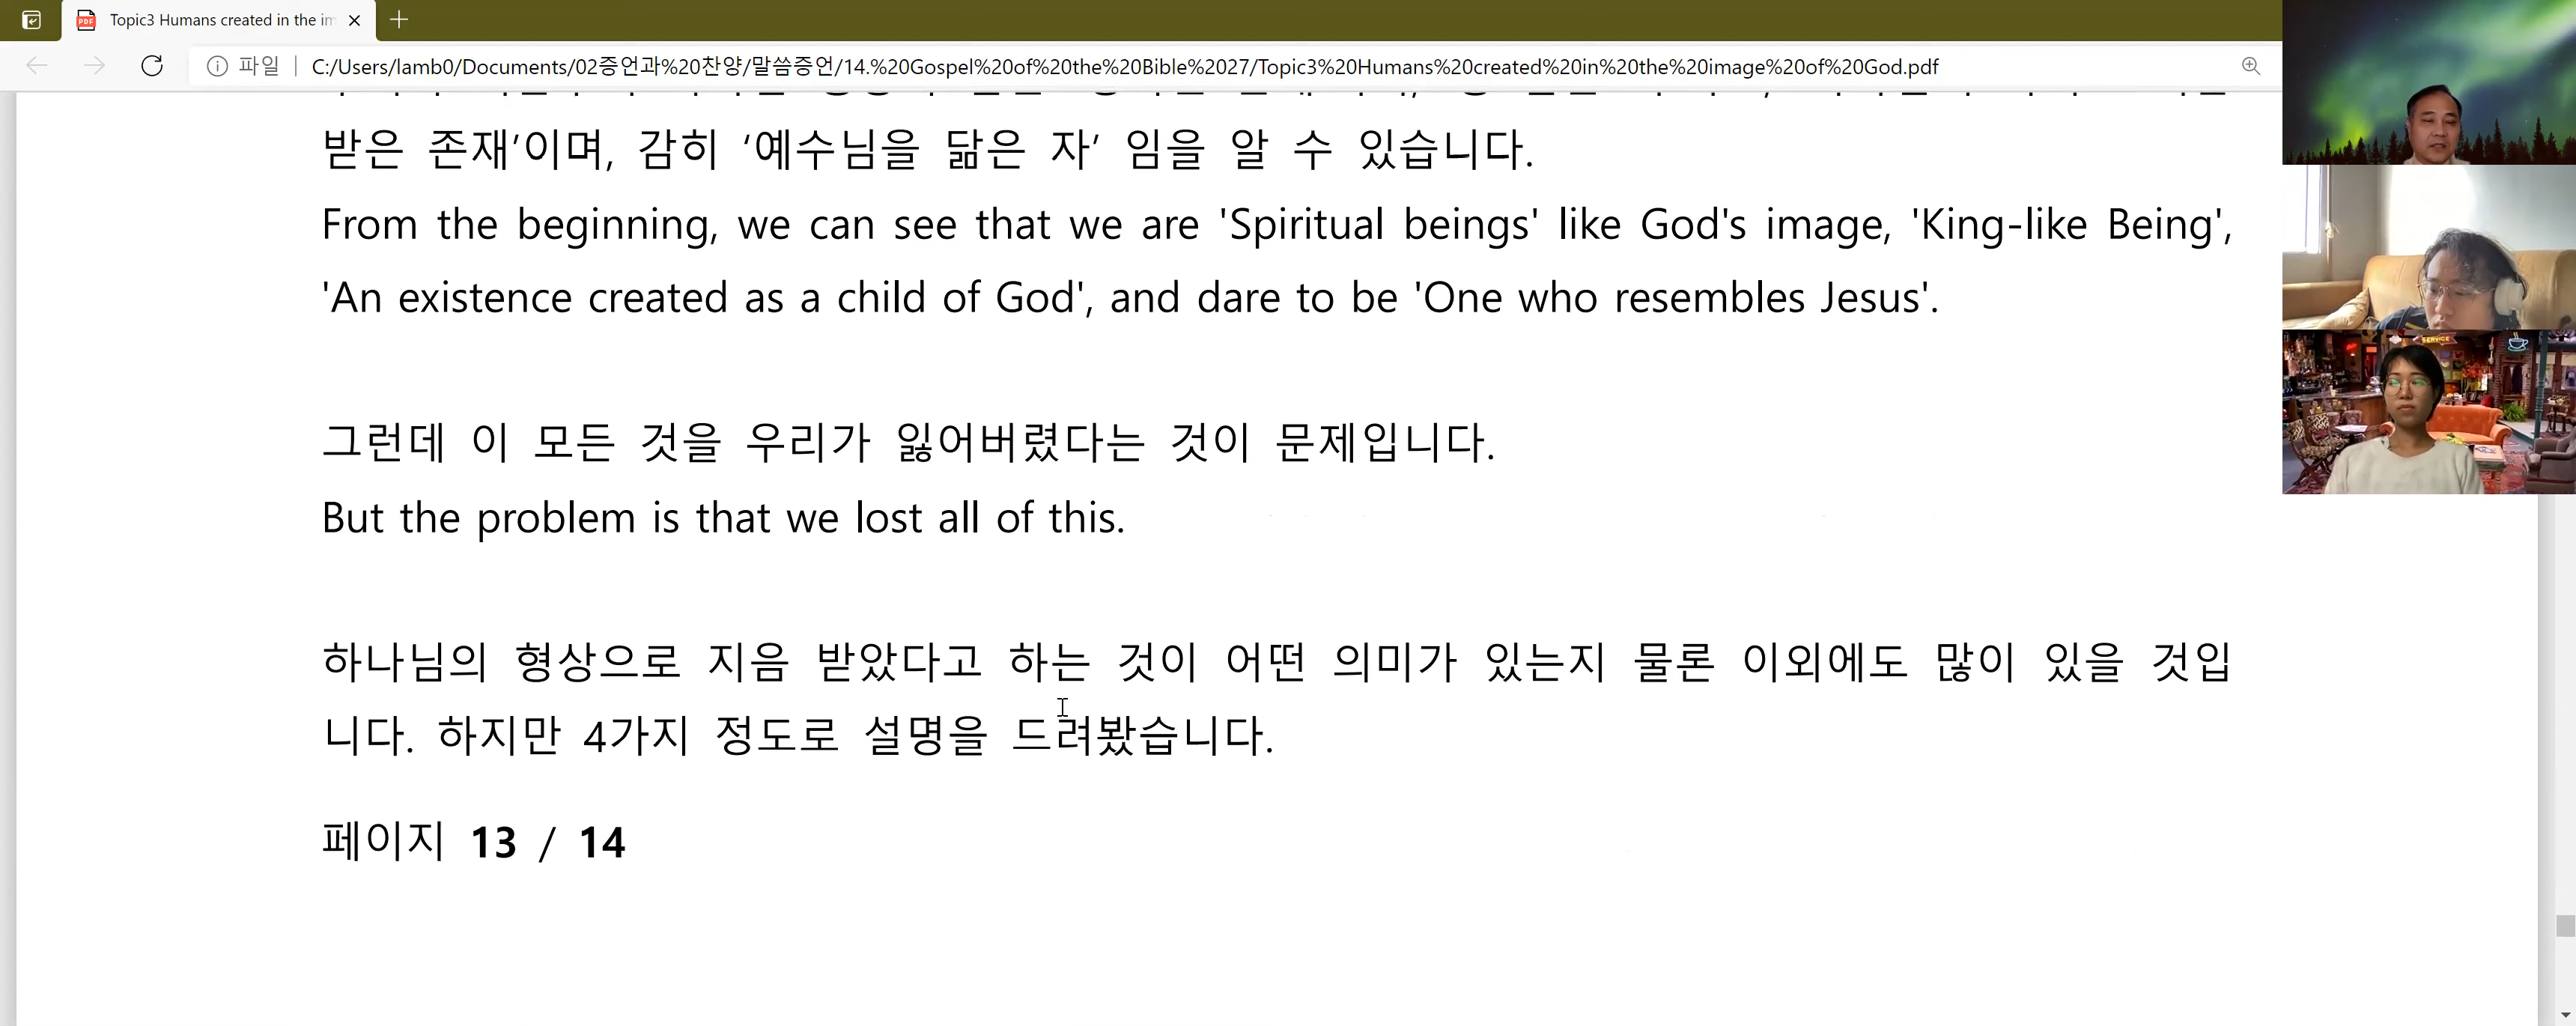 Topic3 Humans created in the im
파일
C:/Users/lamb0/Documents/02증언과%20찬양/말씀증언/14.%20Gospel%20of%20the%20Bible%2027/Topic3%20Humans%20created%20in%20the%20image%20of%20God.pdf
받은 존재'이며, 감히 '예수님을 닮은 자' 임을 알 수 있습니다.
From the beginning, we can see that we are 'Spiritual beings' like God's image, 'King-like Being',
'An existence created as a child of God', and dare to be 'One who resembles Jesus'.
그런데 이 모든 것을 우리가 잃어버렸다는 것이 문제입니다.
But the problem is that we lost all of this.
하나님의 형상으로 지음 받았다고 하는 것이 어떤 의미가 있는지 물론 이외에도 많이 있을 것입
니다. 하지만 4가지 정도로 설명을 드려봤습니다.
페이지 13 / 14
SERVICE